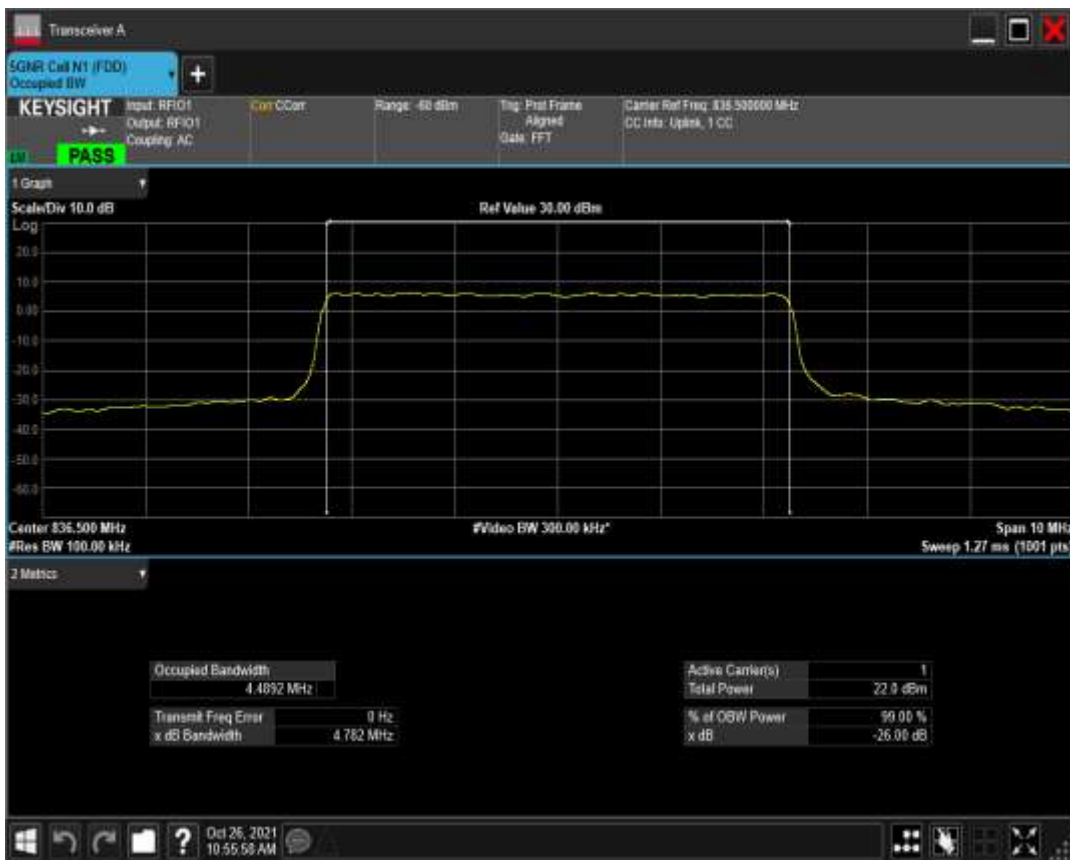 Transceiver A
5GNR Cell N1 (FDD)
Occupied BW
+
KEYSIGHT
Input: RFIO1
Output: RFIO1
Coupling: AC
Corr CCorr
Range: -60 dBm
Trig: Prot Frame
Aligned
Gate: FFT
Carrier Ref Freq: 836.500000 MHz
CC Info: Uplink, 1 CC
PASS
1 Graph
Scale/Div 10.0 dB
Ref Value 30.00 dBm
Log
20.0
10.0
0.00
-10.0
-20.0
-30.0
-40.0
-50.0
-60.0
Center 836.500 MHz
#Video BW 300.00 kHz*
Span 10 MHz
#Res BW 100.00 kHz
Sweep 1.27 ms (1001 pts)
2 Metrics
Occupied Bandwidth
4.4892 MHz
Transmit Freq Error 0 Hz
x dB Bandwidth 4.782 MHz
Active Carrier(s) 1
Total Power 22.0 dBm
% of OBW Power 99.00 %
x dB -26.00 dB
?
Oct 26, 2021
10:55:58 AM